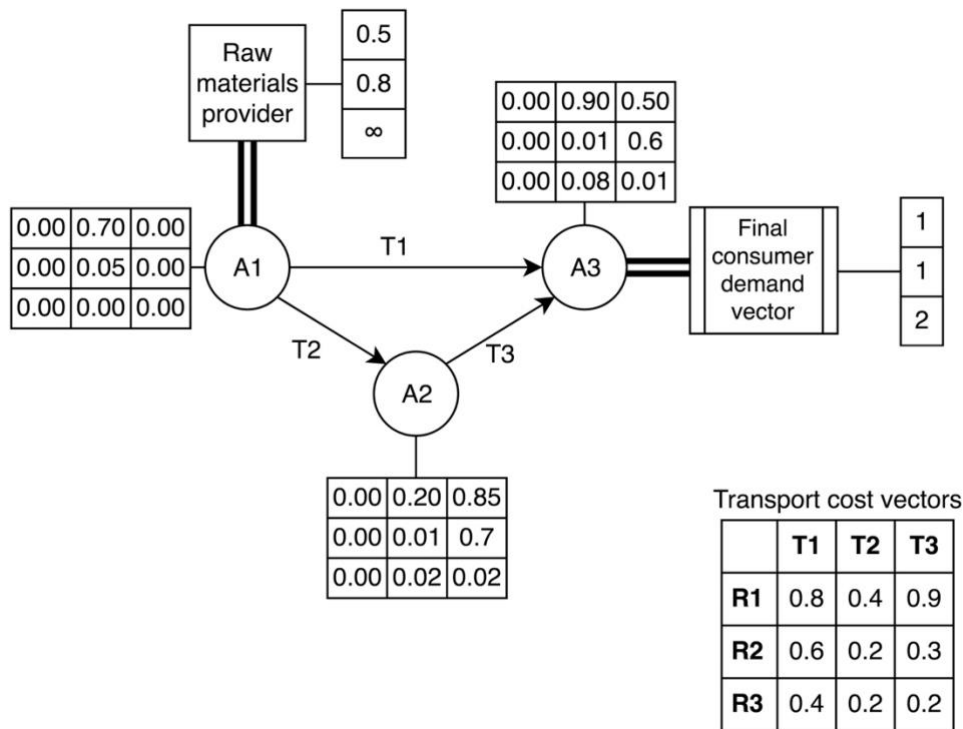 Raw
materials
provider
0.5
0.8
∞
0.00 0.90 0.50
0.00 0.01 0.6
0.00 0.08 0.01
0.00 0.70 0.00
0.00 0.05 0.00
0.00 0.00 0.00
A1
T1
A3
Final
consumer
demand
vector
1
1
2
T2
T3
A2
0.00 0.20 0.85
0.00 0.01 0.7
0.00 0.02 0.02
Transport cost vectors
T1 T2 T3
R1 0.8 0.4 0.9
R2 0.6 0.2 0.3
R3 0.4 0.2 0.2